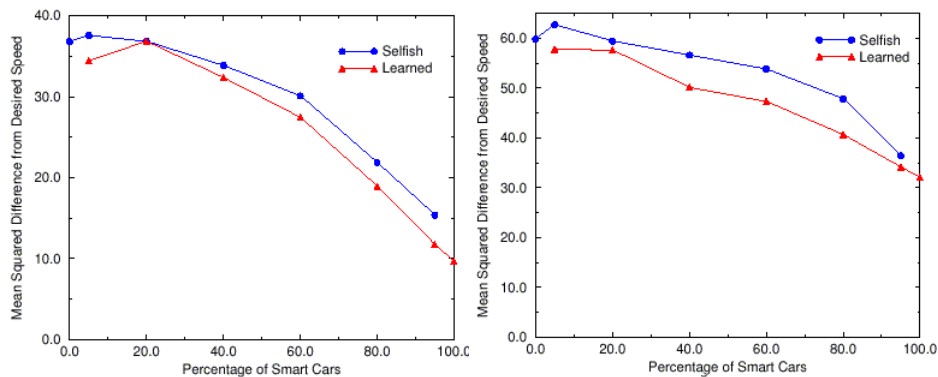 40.0
30.0
20.0
10.0
0.0
Mean Squared Difference from Desired Speed
Selfish
Learned
0.0 20.0 40.0 60.0 80.0 100.0
Percentage of Smart Cars
60.0
50.0
40.0
30.0
20.0
10.0
0.0
Mean Squared Difference from Desired Speed
Selfish
Learned
0.0 20.0 40.0 60.0 80.0 100.0
Percentage of Smart Cars